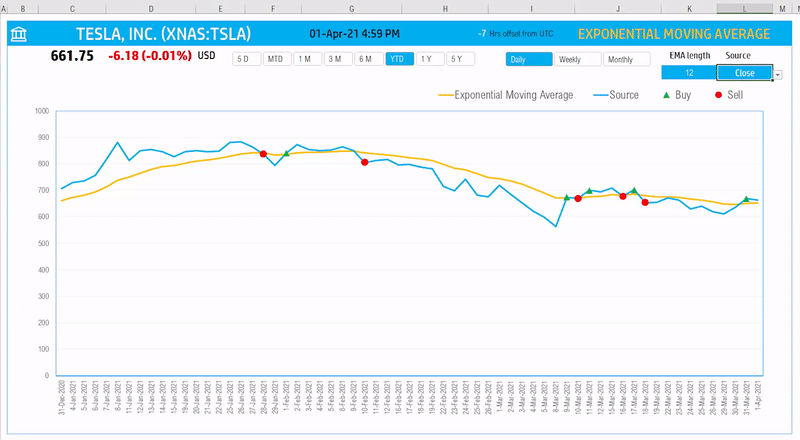 A B C D E F G H I J K L M
TESLA, INC. (XNAS:TSLA) 01-Apr-21 4:59 PM -7 Hrs offset from UTC EXPONENTIAL MOVING AVERAGE
661.75 -6.18 (-0.01%) USD
5 D MTD 1 M 3 M 6 M YTD 1 Y 5 Y
Daily Weekly Monthly
EMA length Source
12 Close
Exponential Moving Average Source Buy Sell
1000
900
800
700
600
500
400
300
200
100
0
31-Dec-2020
4-Jan-2021
5-Jan-2021
6-Jan-2021
7-Jan-2021
8-Jan-2021
11-Jan-2021
12-Jan-2021
13-Jan-2021
14-Jan-2021
15-Jan-2021
19-Jan-2021
20-Jan-2021
21-Jan-2021
22-Jan-2021
25-Jan-2021
26-Jan-2021
27-Jan-2021
28-Jan-2021
29-Jan-2021
1-Feb-2021
2-Feb-2021
3-Feb-2021
4-Feb-2021
5-Feb-2021
8-Feb-2021
9-Feb-2021
10-Feb-2021
11-Feb-2021
12-Feb-2021
16-Feb-2021
17-Feb-2021
18-Feb-2021
19-Feb-2021
22-Feb-2021
23-Feb-2021
24-Feb-2021
25-Feb-2021
26-Feb-2021
1-Mar-2021
2-Mar-2021
3-Mar-2021
4-Mar-2021
5-Mar-2021
8-Mar-2021
9-Mar-2021
10-Mar-2021
11-Mar-2021
12-Mar-2021
15-Mar-2021
16-Mar-2021
17-Mar-2021
18-Mar-2021
19-Mar-2021
22-Mar-2021
23-Mar-2021
24-Mar-2021
25-Mar-2021
26-Mar-2021
29-Mar-2021
30-Mar-2021
31-Mar-2021
1-Apr-2021